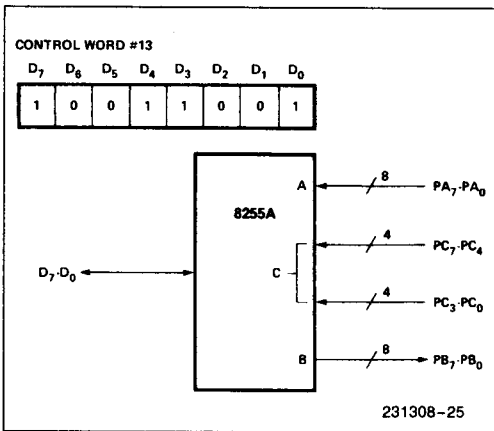 CONTROL WORD #13
D7 D6 D5 D4 D3 D2 D1 D0
1 0 0 1 1 0 0 1
8255A
A
8
PA7-PA0
4
PC7-PC4
D7-D0
C
4
PC3-PC0
B
8
PB7-PB0
231308-25